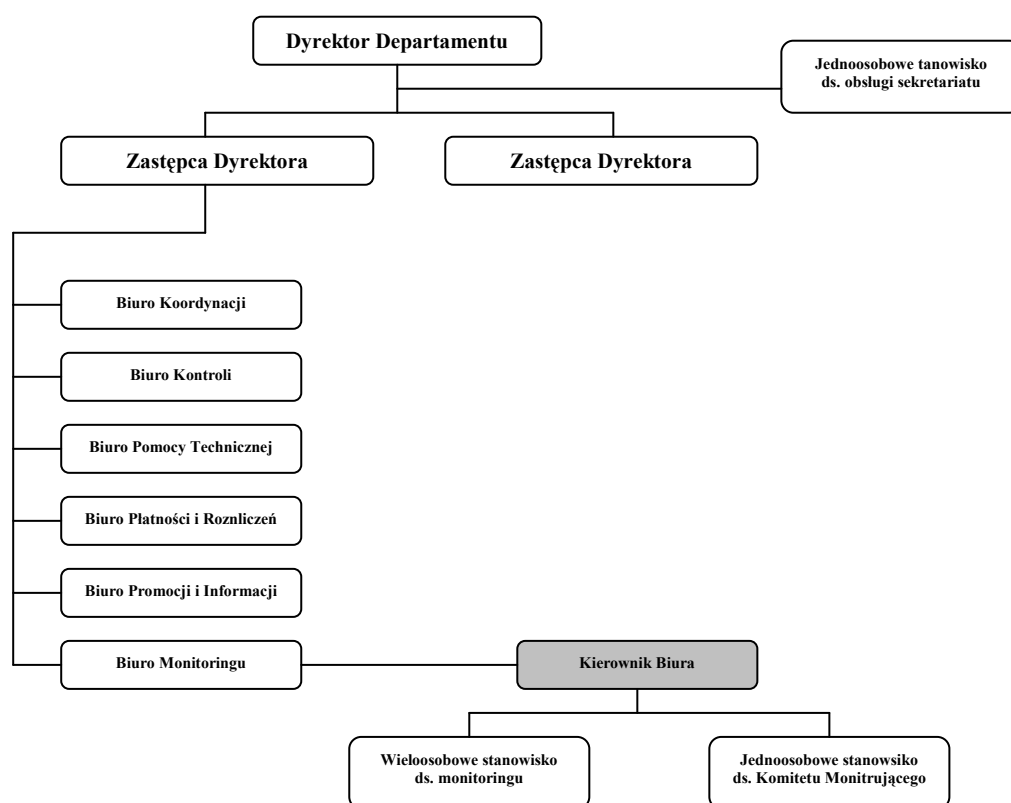 Dyrektor Departamentu
Jednoosobowe tanowisko
ds. obsługi sekretariatu
Zastępca Dyrektora
Zastępca Dyrektora
Biuro Koordynacji
Biuro Kontroli
Biuro Pomocy Technicznej
Biuro Płatności i Roznliczeń
Biuro Promocji i Informacji
Biuro Monitoringu
Kierownik Biura
Wieloosobowe stanowisko
ds. monitoringu
Jednoosobowe stanowsiko
ds. Komitetu Monitrującego